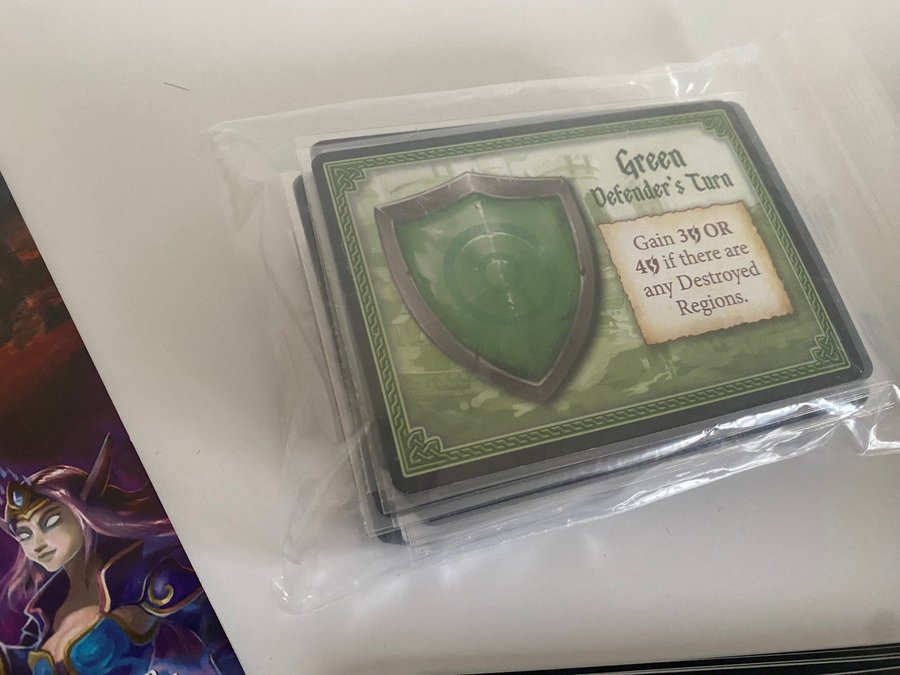 Green
Defender's Turn
Gain 3 OR
4 if there are
any Destroyed
Regions.